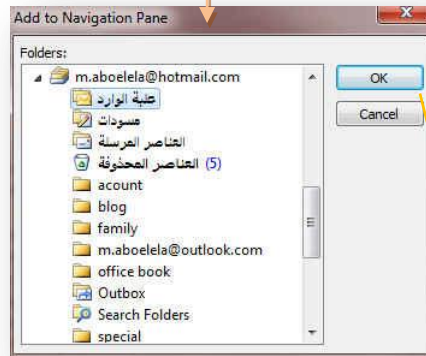 Add to Navigation Pane
Folders:
m.aboelela@hotmail.com
علبة الوارد
مسودات
العناصر المرسلة
العناصر المحذوفة (5)
acount
blog
family
m.aboelela@outlook.com
office book
Outbox
Search Folders
special
OK
Cancel